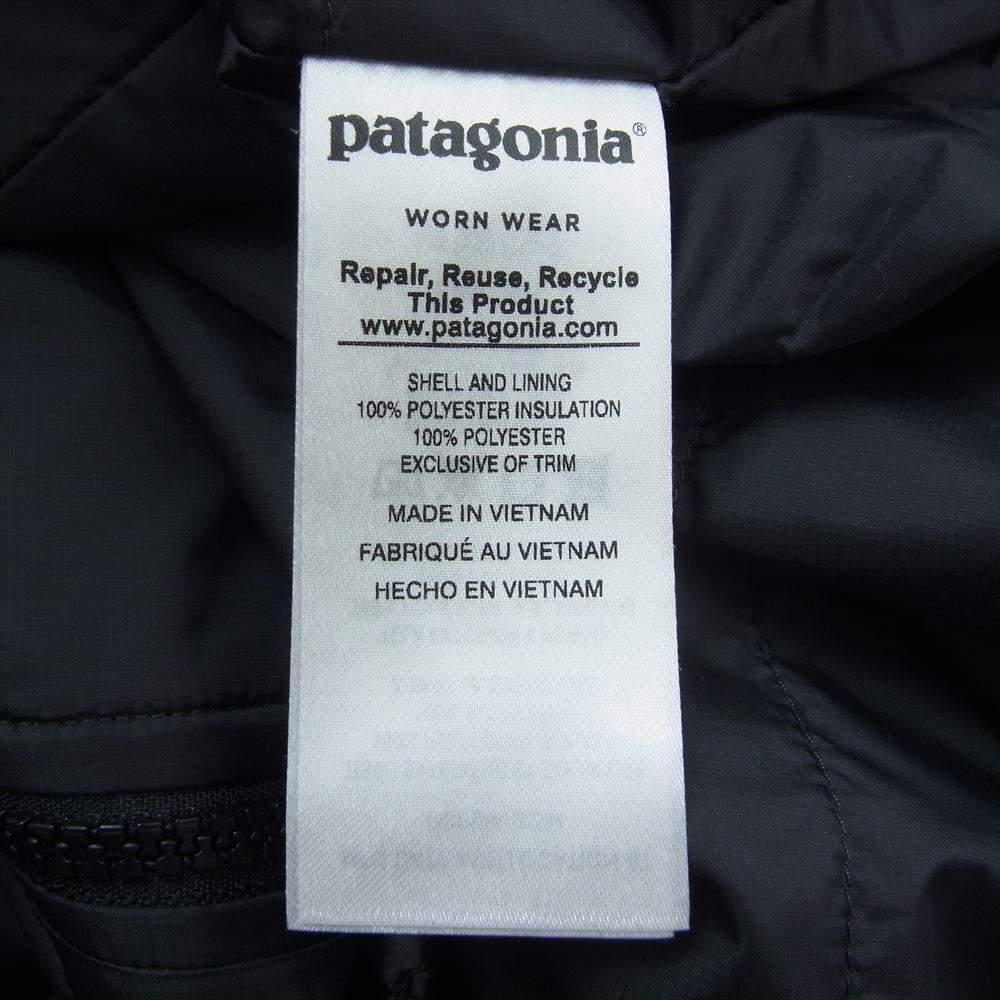 patagonia®
WORN WEAR
Repair, Reuse, Recycle
This Product
www.patagonia.com
SHELL AND LINING
100% POLYESTER INSULATION
100% POLYESTER
EXCLUSIVE OF TRIM
MADE IN VIETNAM
FABRIQUÉ AU VIETNAM
HECHO EN VIETNAM